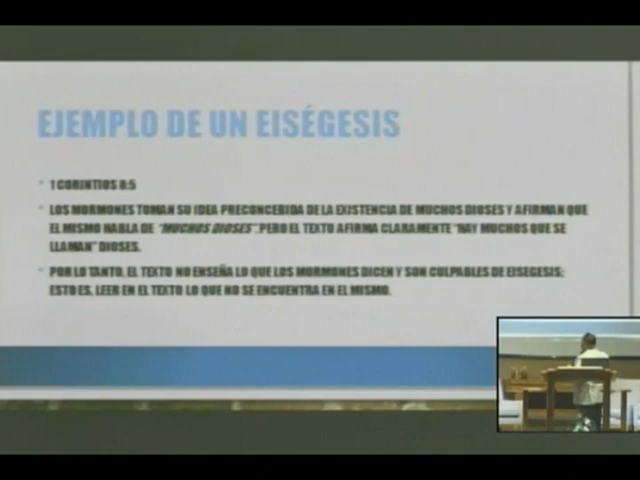 EJEMPLO DE UN EISÉGESIS
1 CORINTIOS 8:5
LOS MORMONES TOMAN SU IDEA PRECONCEBIDA DE LA EXISTENCIA DE MUCHOS DIOSES Y AFIRMAN QUE
EL MISMO HABLA DE "MUCHOS DIOSES". PERO EL TEXTO AFIRMA CLARAMENTE "HAY MUCHOS QUE SE
LLAMAN" DIOSES.
POR LO TANTO, EL TEXTO NO ENSEÑA LO QUE LOS MORMONES DICEN Y SON CULPABLES DE EISEGESIS;
ESTO ES, LEER EN EL TEXTO LO QUE NO SE ENCUENTRA EN EL MISMO.